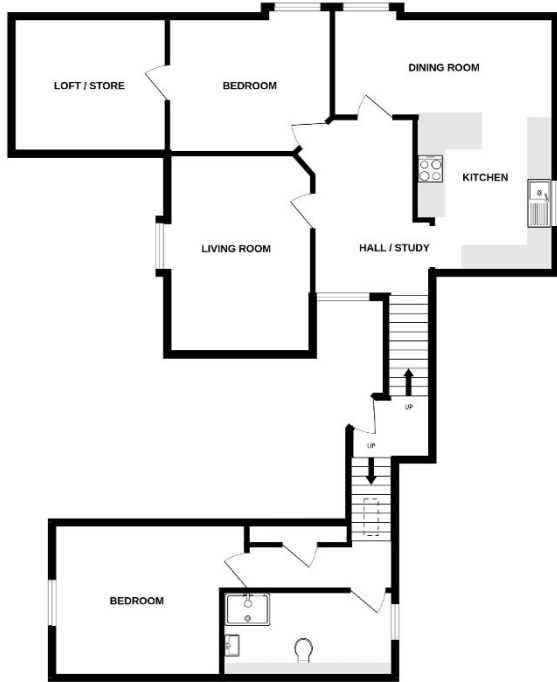 DINING ROOM
LOFT / STORE
BEDROOM
KITCHEN
LIVING ROOM
HALL / STUDY
UP
UP
BEDROOM